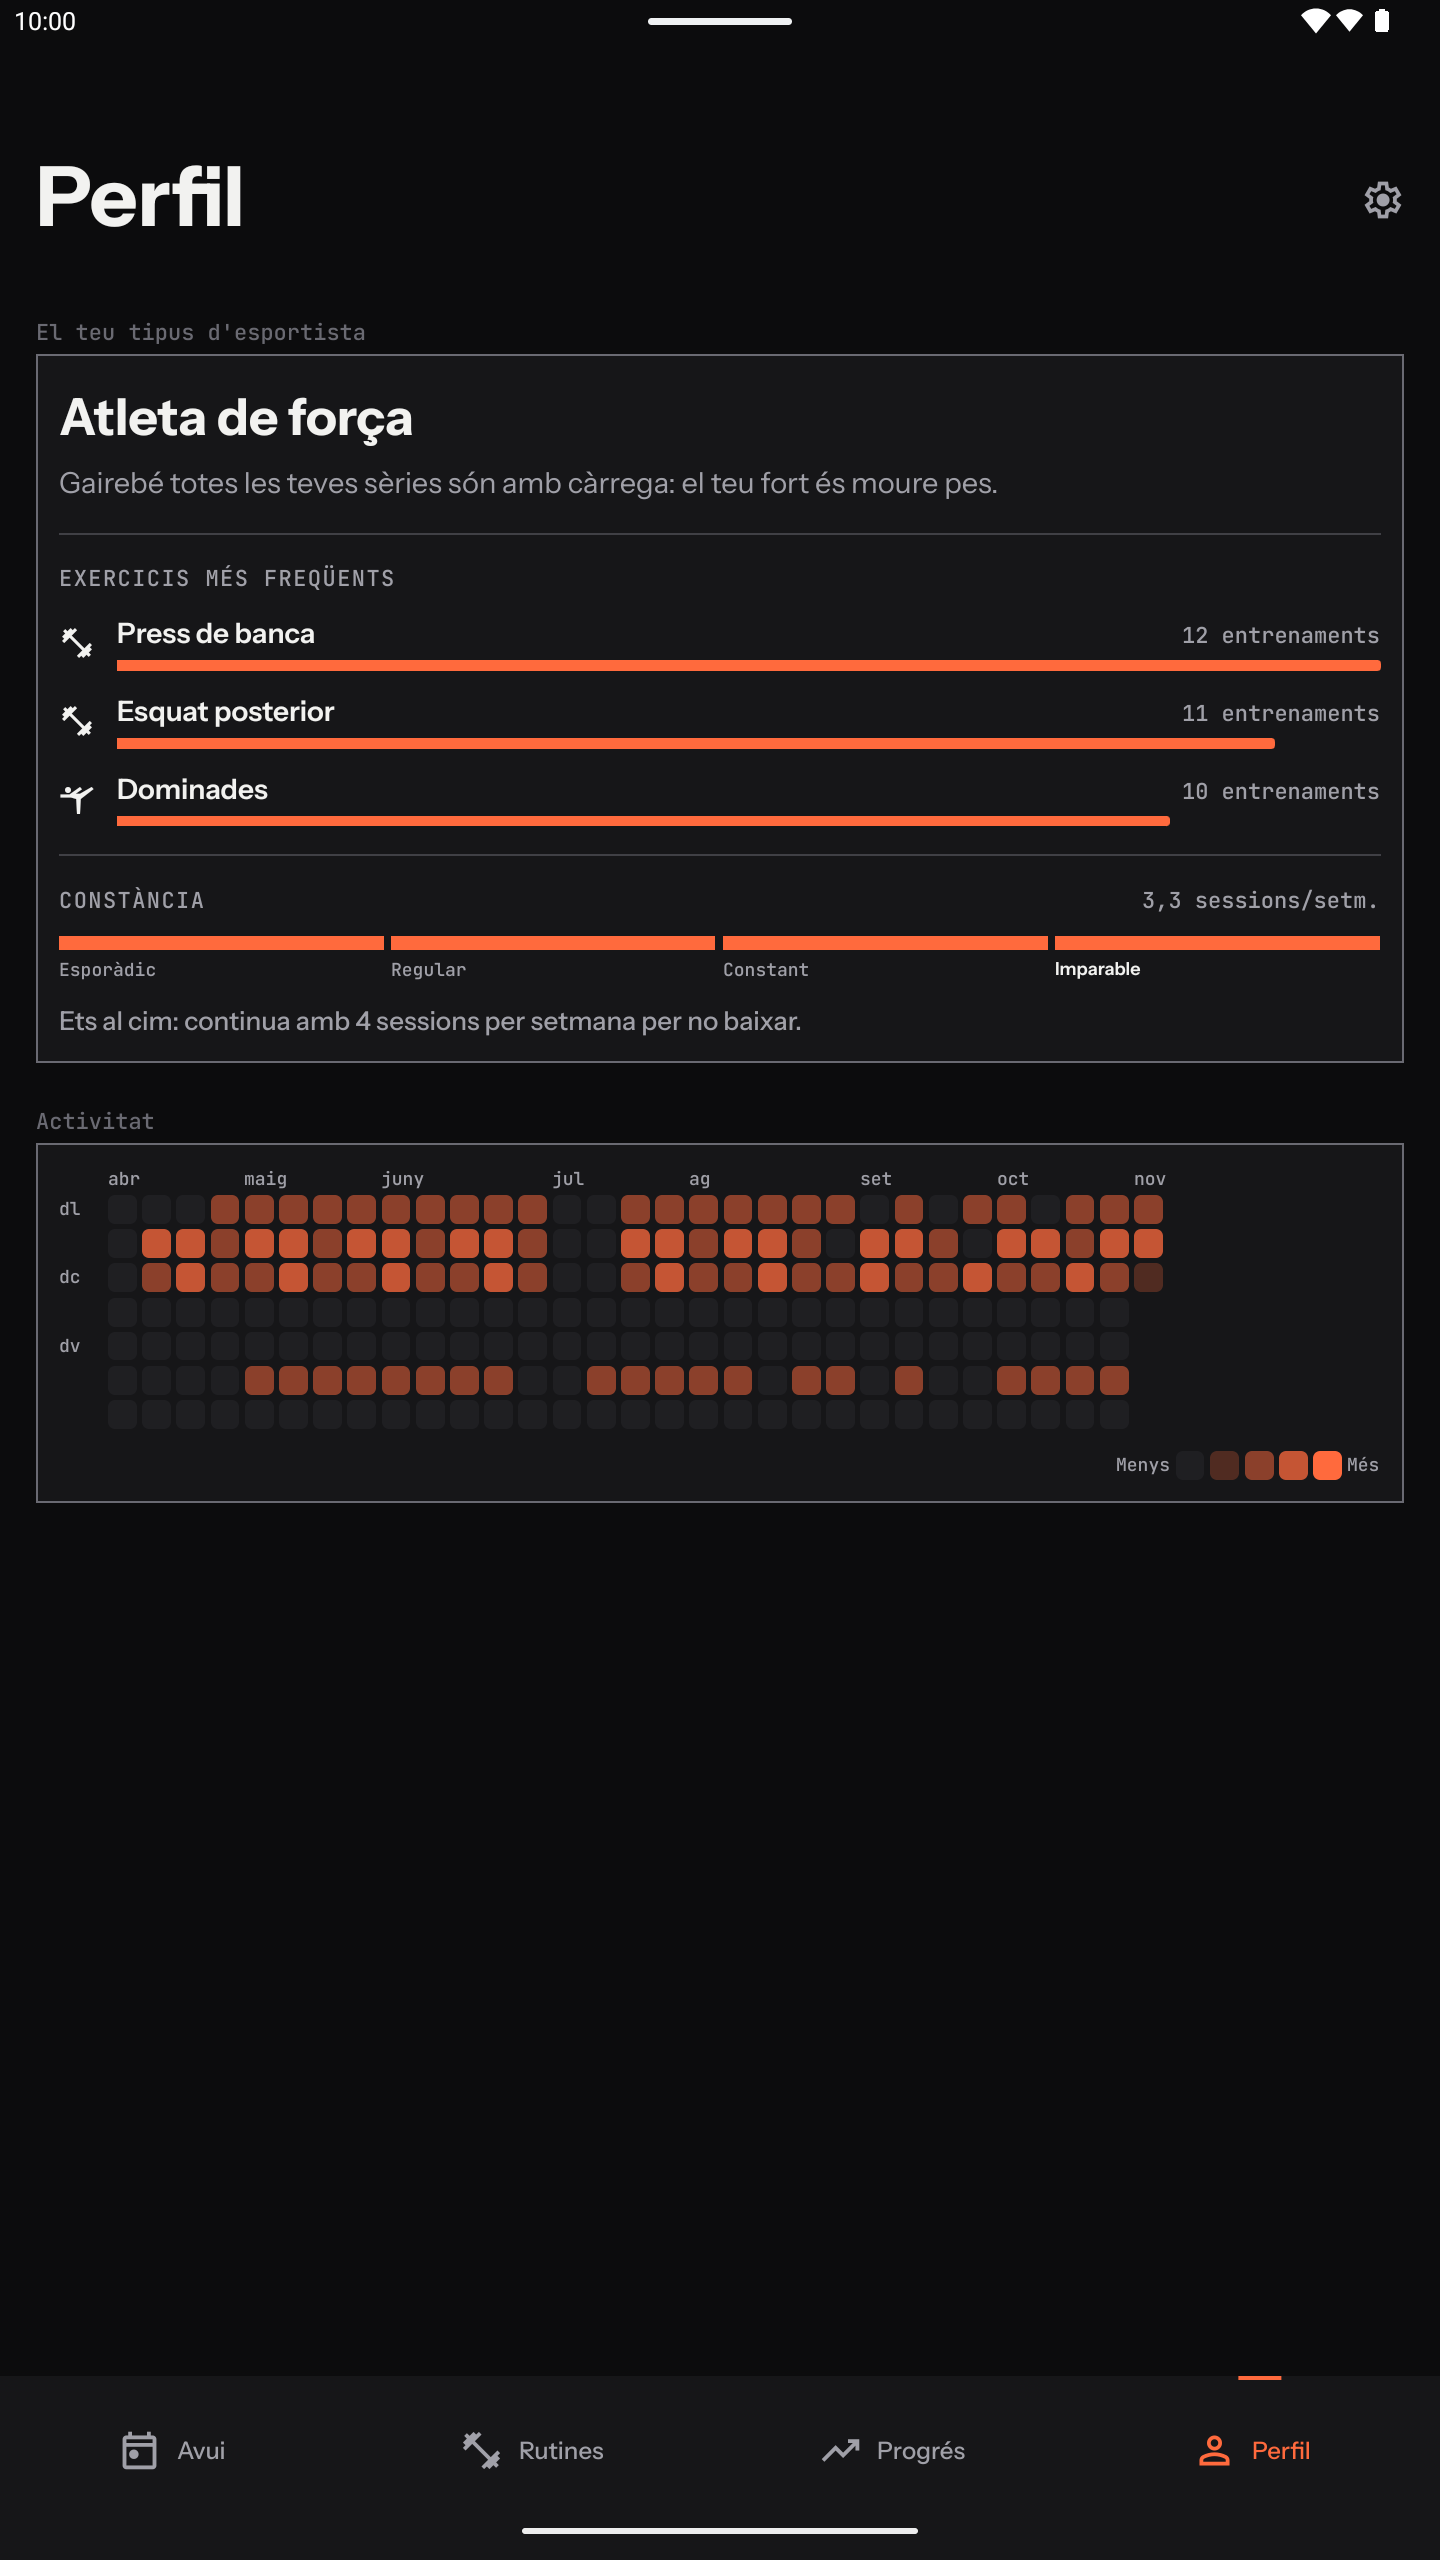 10:00
Perfil
El teu tipus d'esportista
Atleta de força
Gairebé totes les teves sèries són amb càrrega: el teu fort és moure pes.
EXERCICIS MÉS FREQÜENTS
Press de banca
12 entrenaments
Esquat posterior
11 entrenaments
Dominades
10 entrenaments
CONSTÀNCIA
3,3 sessions/setm.
Esporàdic Regular Constant Imparable
Ets al cim: continua amb 4 sessions per setmana per no baixar.
Activitat
abr maig juny jul ag set oct nov
dl
dc
dv
Menys Més
Avui Rutines Progrés Perfil